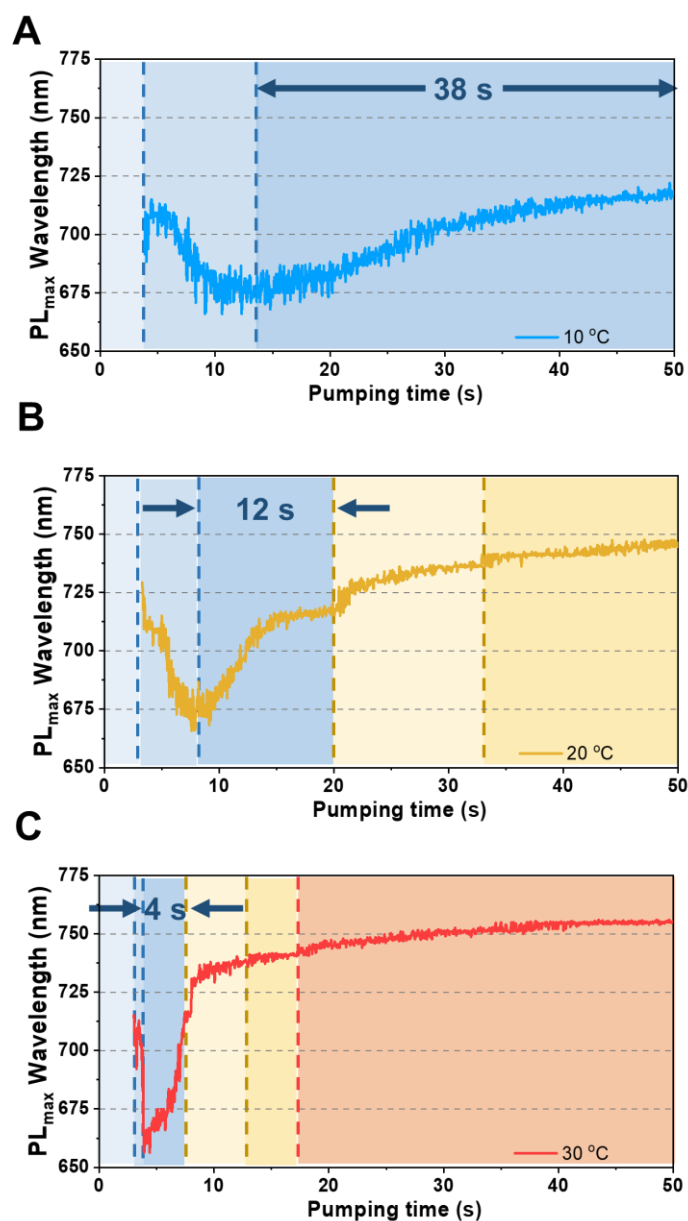 A
PLmax Wavelength (nm)
775
750
725
700
675
650
38 s
10 °C
0 10 20 30 40 50
Pumping time (s)
B
PLmax Wavelength (nm)
775
750
725
700
675
650
12 s
20 °C
0 10 20 30 40 50
Pumping time (s)
C
PLmax Wavelength (nm)
775
750
725
700
675
650
4 s
30 °C
0 10 20 30 40 50
Pumping time (s)